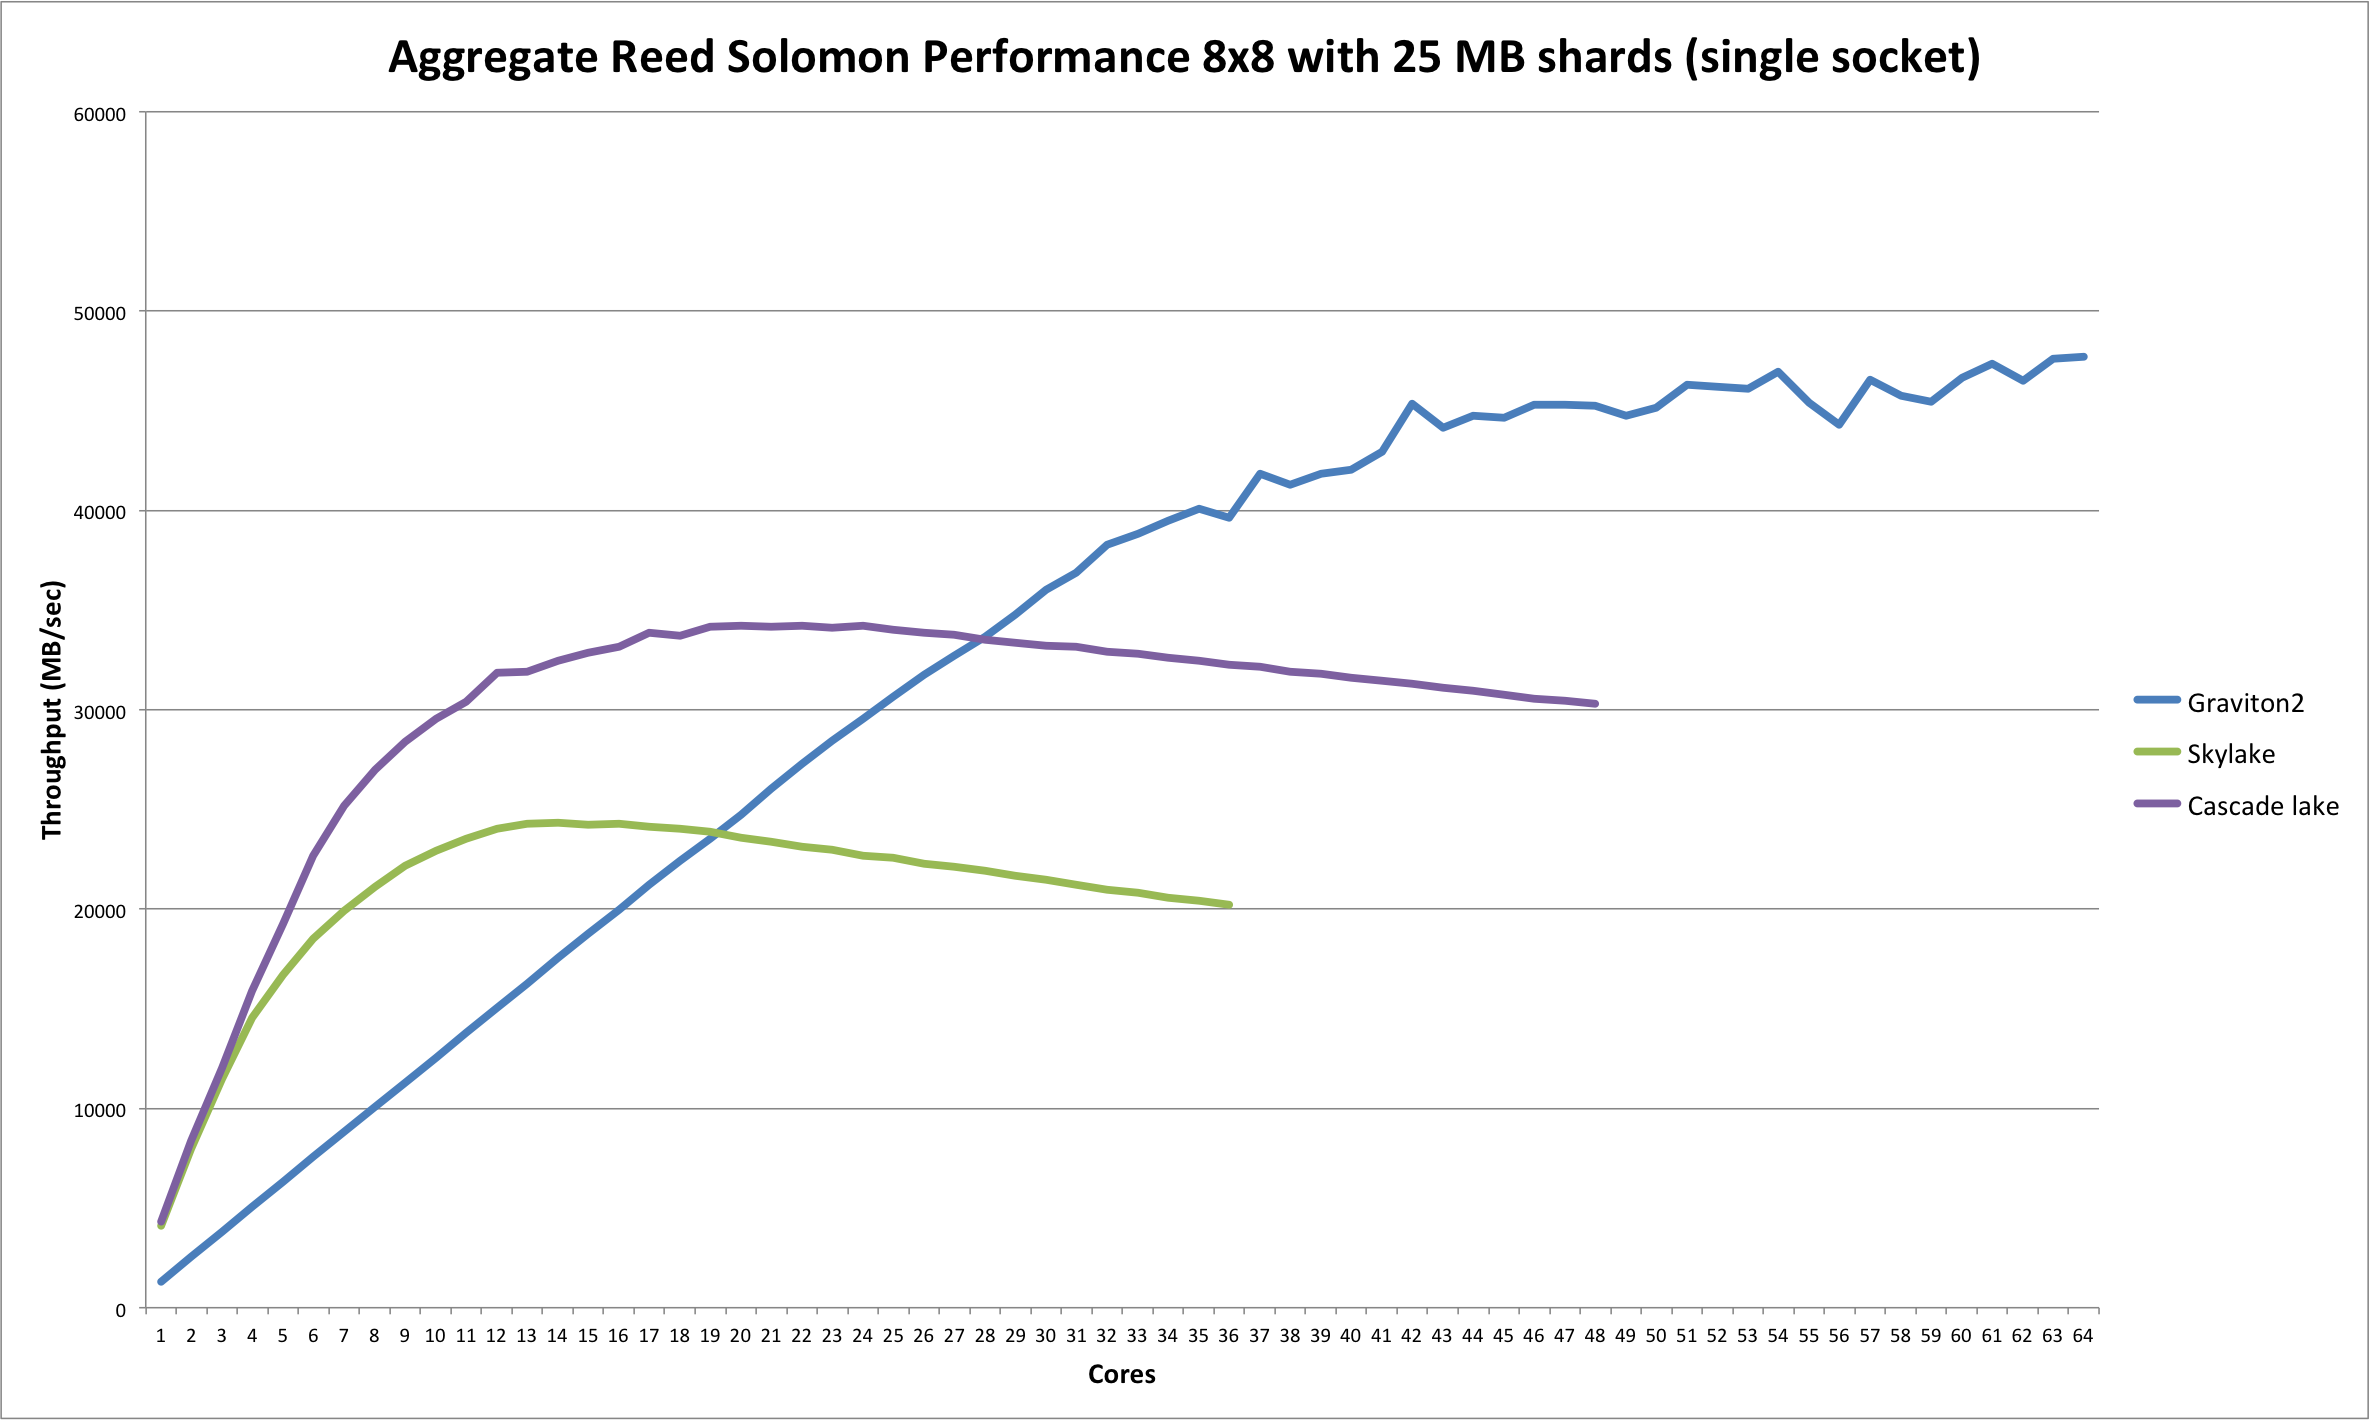 Aggregate Reed Solomon Performance 8x8 with 25 MB shards (single socket)
60000
50000
40000
30000
20000
10000
0
Throughput (MB/sec)
Graviton2
Skylake
Cascade lake
1 2 3 4 5 6 7 8 9 10 11 12 13 14 15 16 17 18 19 20 21 22 23 24 25 26 27 28 29 30 31 32 33 34 35 36 37 38 39 40 41 42 43 44 45 46 47 48 49 50 51 52 53 54 55 56 57 58 59 60 61 62 63 64
Cores